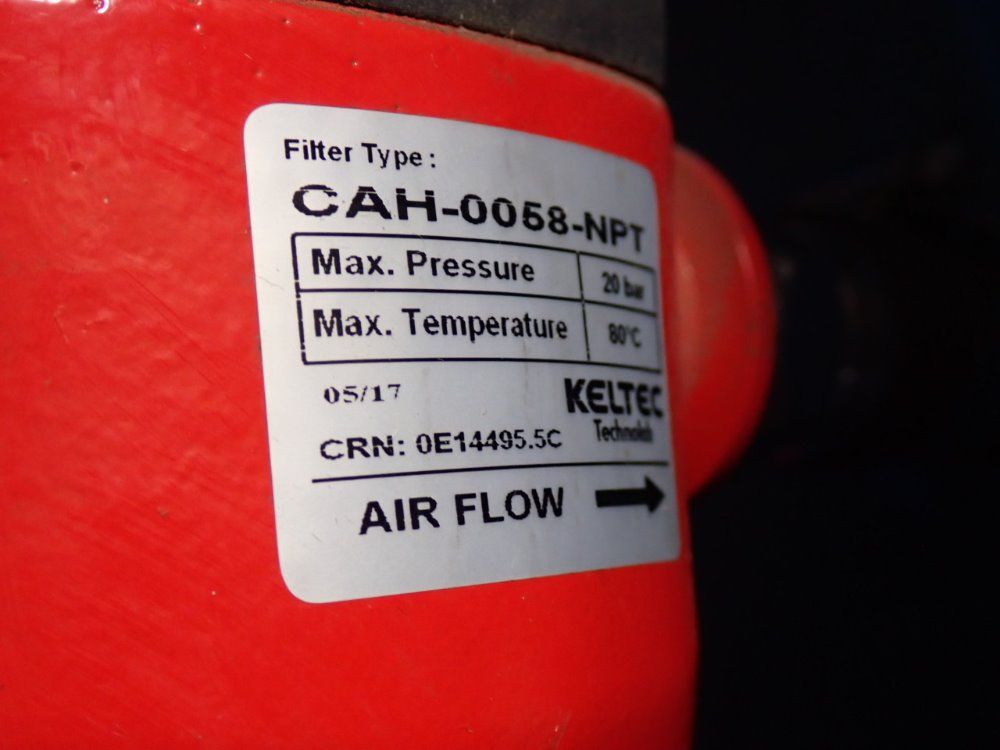 Filter Type :
CAH-0058-NPT
Max. Pressure 20 bar
Max. Temperature 80°C
05/17 KELTEC
Technolab
CRN: 0E14495.5C
AIR FLOW